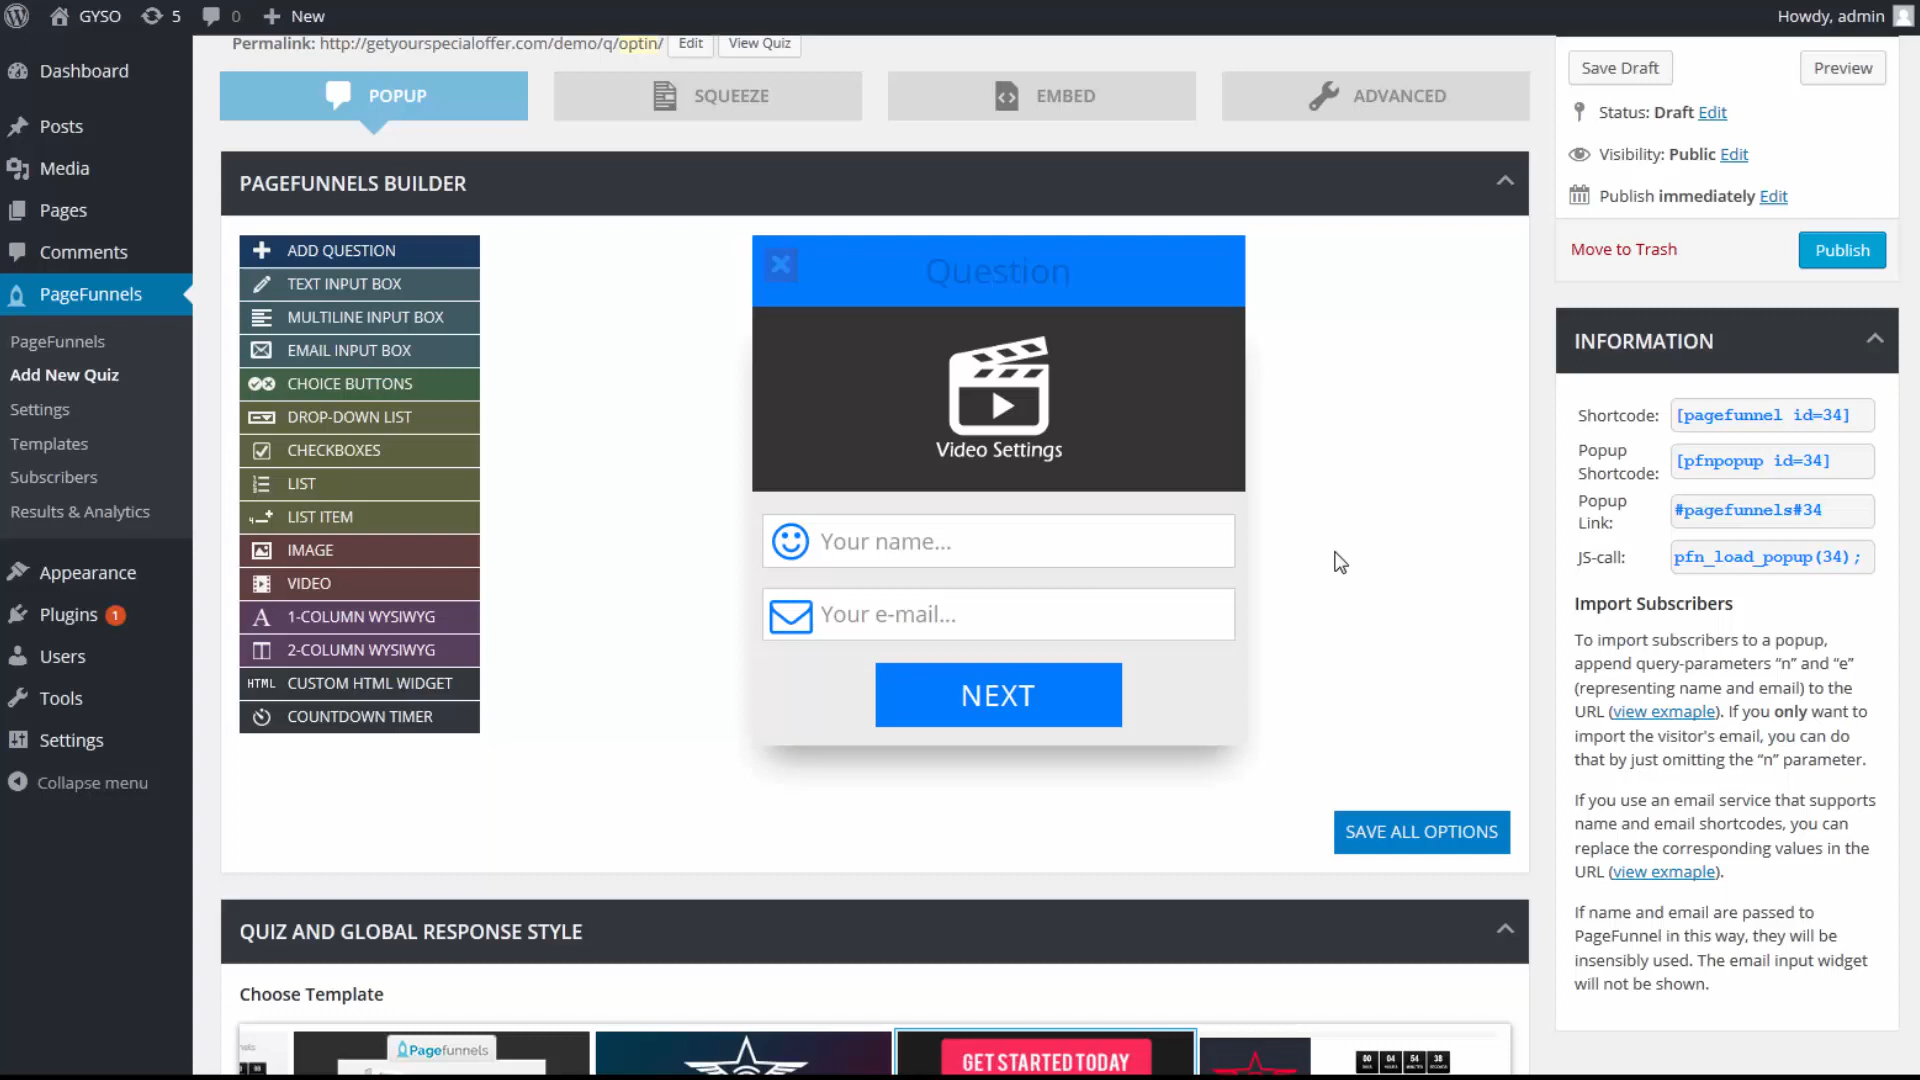 GYSO 5 0 New Howdy, admin
Dashboard
Posts
Media
Pages
Comments
PageFunnels
PageFunnels
Add New Quiz
Settings
Templates
Subscribers
Results & Analytics
Appearance
Plugins 1
Users
Tools
Settings
Collapse menu
Permalink: http://getyourspecialoffer.com/demo/q/optin/ Edit View Quiz
POPUP SQUEEZE EMBED ADVANCED
PAGEFUNNELS BUILDER
ADD QUESTION
TEXT INPUT BOX
MULTILINE INPUT BOX
EMAIL INPUT BOX
CHOICE BUTTONS
DROP-DOWN LIST
CHECKBOXES
LIST
LIST ITEM
IMAGE
VIDEO
1-COLUMN WYSIWYG
2-COLUMN WYSIWYG
HTML CUSTOM HTML WIDGET
COUNTDOWN TIMER
Question
Video Settings
Your name...
Your e-mail...
NEXT
SAVE ALL OPTIONS
QUIZ AND GLOBAL RESPONSE STYLE
Choose Template
Pagefunnels
GET STARTED TODAY
00 04 54 38
Save Draft Preview
Status: Draft Edit
Visibility: Public Edit
Publish immediately Edit
Move to Trash Publish
INFORMATION
Shortcode: [pagefunnel id=34]
Popup
Shortcode: [pfnpopup id=34]
Popup
Link: #pagefunnels#34
JS-call: pfn_load_popup(34);
Import Subscribers
To import subscribers to a popup,
append query-parameters “n” and “e”
(representing name and email) to the
URL (view exmaple). If you only want to
import the visitor's email, you can do
that by just omitting the “n” parameter.
If you use an email service that supports
name and email shortcodes, you can
replace the corresponding values in the
URL (view exmaple).
If name and email are passed to
PageFunnel in this way, they will be
insensibly used. The email input widget
will not be shown.